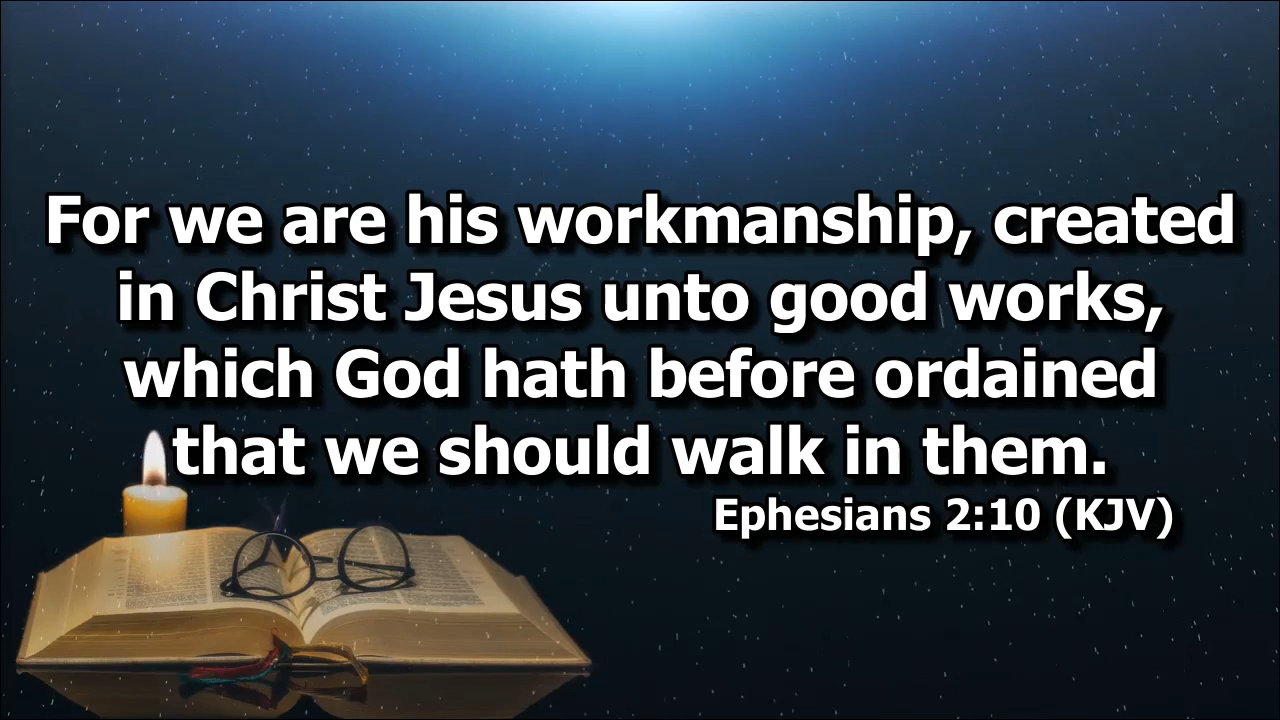 For we are his workmanship, created
in Christ Jesus unto good works,
which God hath before ordained
that we should walk in them.
Ephesians 2:10 (KJV)